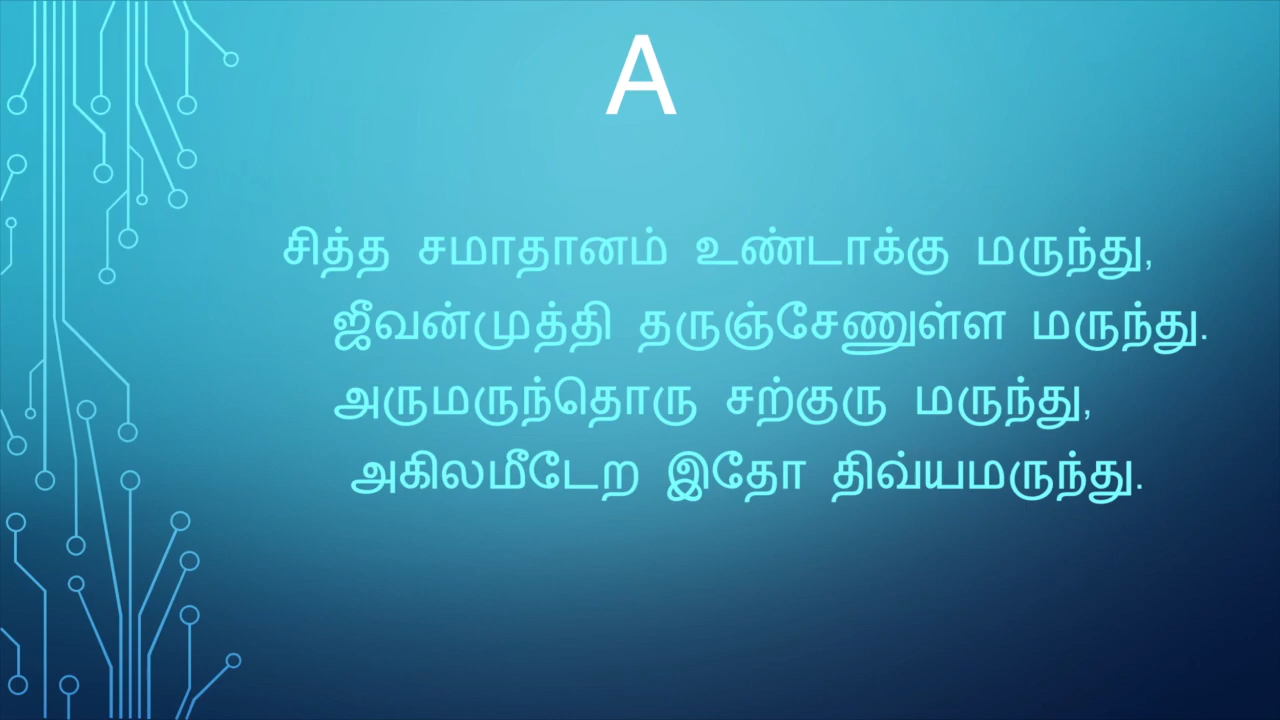 A
சித்த சமாதானம் உண்டாக்கு மருந்து,
ஜீவன்முத்தி தருஞ்சேணுள்ள மருந்து.
அருமருந்தொரு சற்குரு மருந்து,
அகிலமீடேற இதோ திவ்யமருந்து.